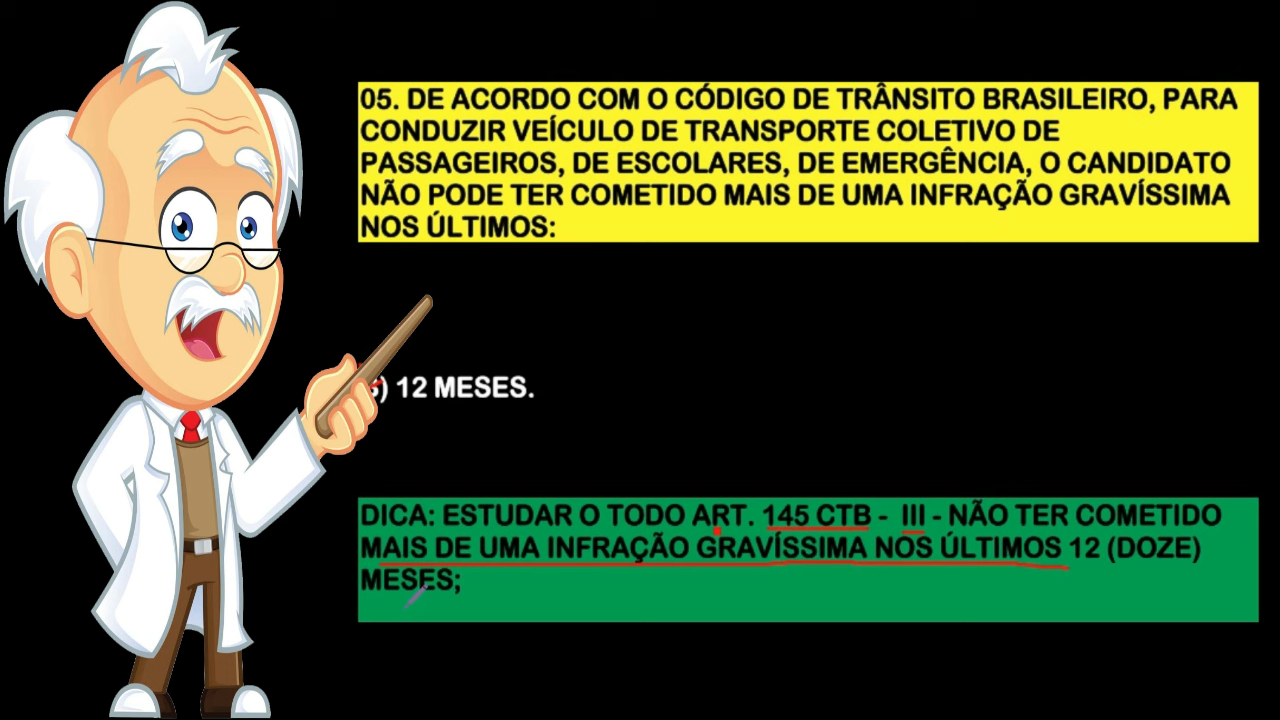 05. DE ACORDO COM O CÓDIGO DE TRÂNSITO BRASILEIRO, PARA
CONDUZIR VEÍCULO DE TRANSPORTE COLETIVO DE
PASSAGEIROS, DE ESCOLARES, DE EMERGÊNCIA, O CANDIDATO
NÃO PODE TER COMETIDO MAIS DE UMA INFRAÇÃO GRAVÍSSIMA
NOS ÚLTIMOS:
) 12 MESES.
DICA: ESTUDAR O TODO ART. 145 CTB - III - NÃO TER COMETIDO
MAIS DE UMA INFRAÇÃO GRAVÍSSIMA NOS ÚLTIMOS 12 (DOZE)
MESES;